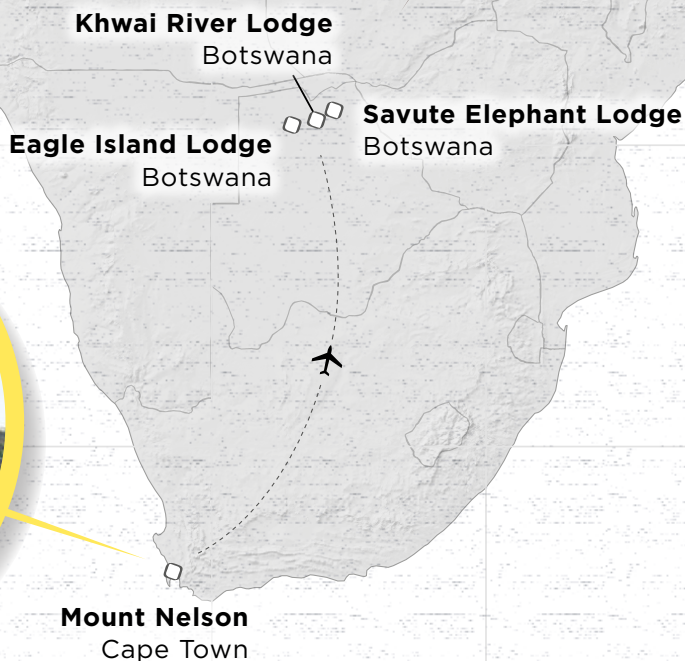 Khwai River Lodge
Botswana
Savute Elephant Lodge
Botswana
Eagle Island Lodge
Botswana
Mount Nelson
Cape Town